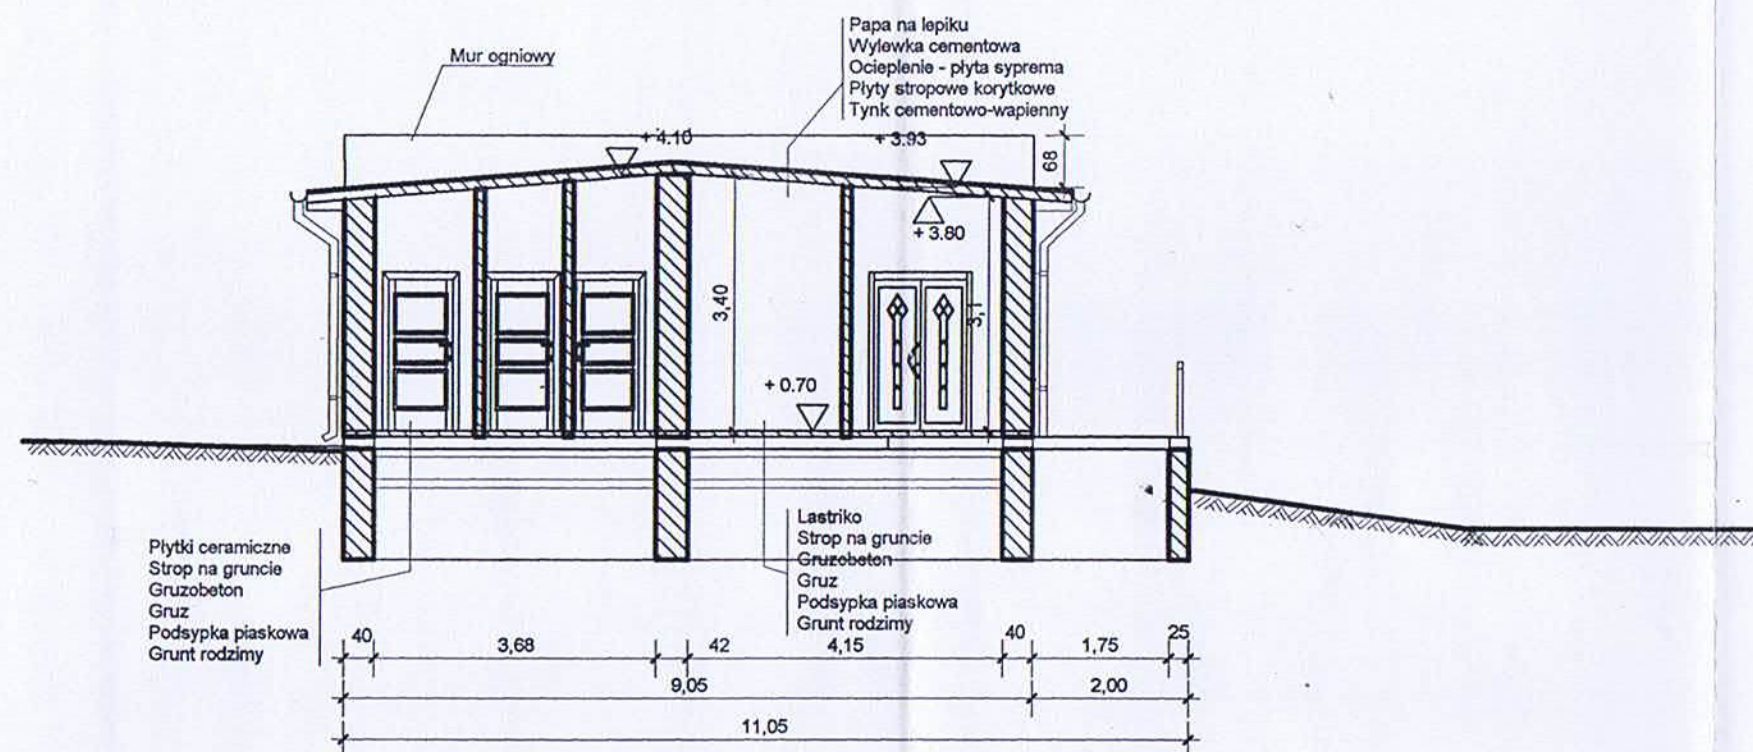 Mur ogniowy
Papa na lepiku
Wylewka cementowa
Ocieplenie - płyta syprema
Płyty stropowe korytkowe
Tynk cementowo-wapienny
+ 4.10
+ 3.93
68
+ 3.80
3,40
3,1
+ 0.70
Płytki ceramiczne
Strop na gruncie
Gruzobeton
Gruz
Podsypka piaskowa
Grunt rodzimy
Lastriko
Strop na gruncie
Gruzobeton
Gruz
Podsypka piaskowa
Grunt rodzimy
40
3,68
42
4,15
40
1,75
25
9,05
2,00
11,05